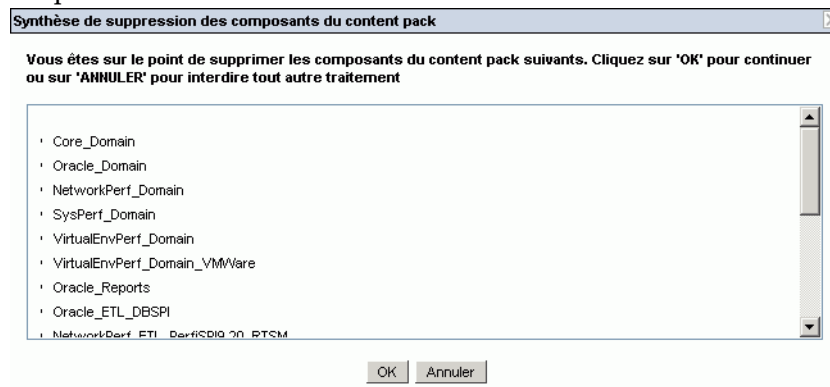 Synthèse de suppression des composants du content pack
Vous êtes sur le point de supprimer les composants du content pack suivants. Cliquez sur 'OK' pour continuer
ou sur 'ANNULER' pour interdire tout autre traitement
Core_Domain
Oracle_Domain
NetworkPerf_Domain
SysPerf_Domain
VirtualEnvPerf_Domain
VirtualEnvPerf_Domain_VMWare
Oracle_Reports
Oracle_ETL_DBSPI
NetworkPerf_ETL_PerfiSPI9.20_RTSM
OK Annuler